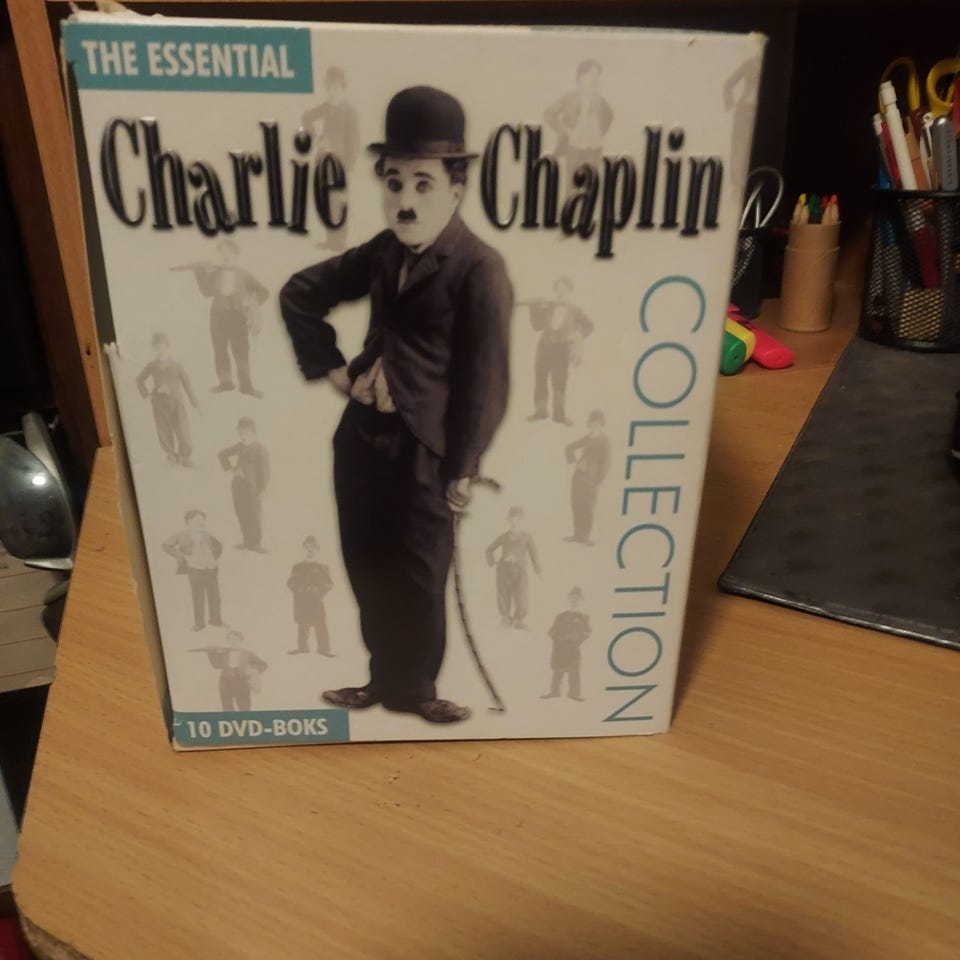 THE ESSENTIAL
Charlie Chaplin
COLLECTION
10 DVD-BOKS